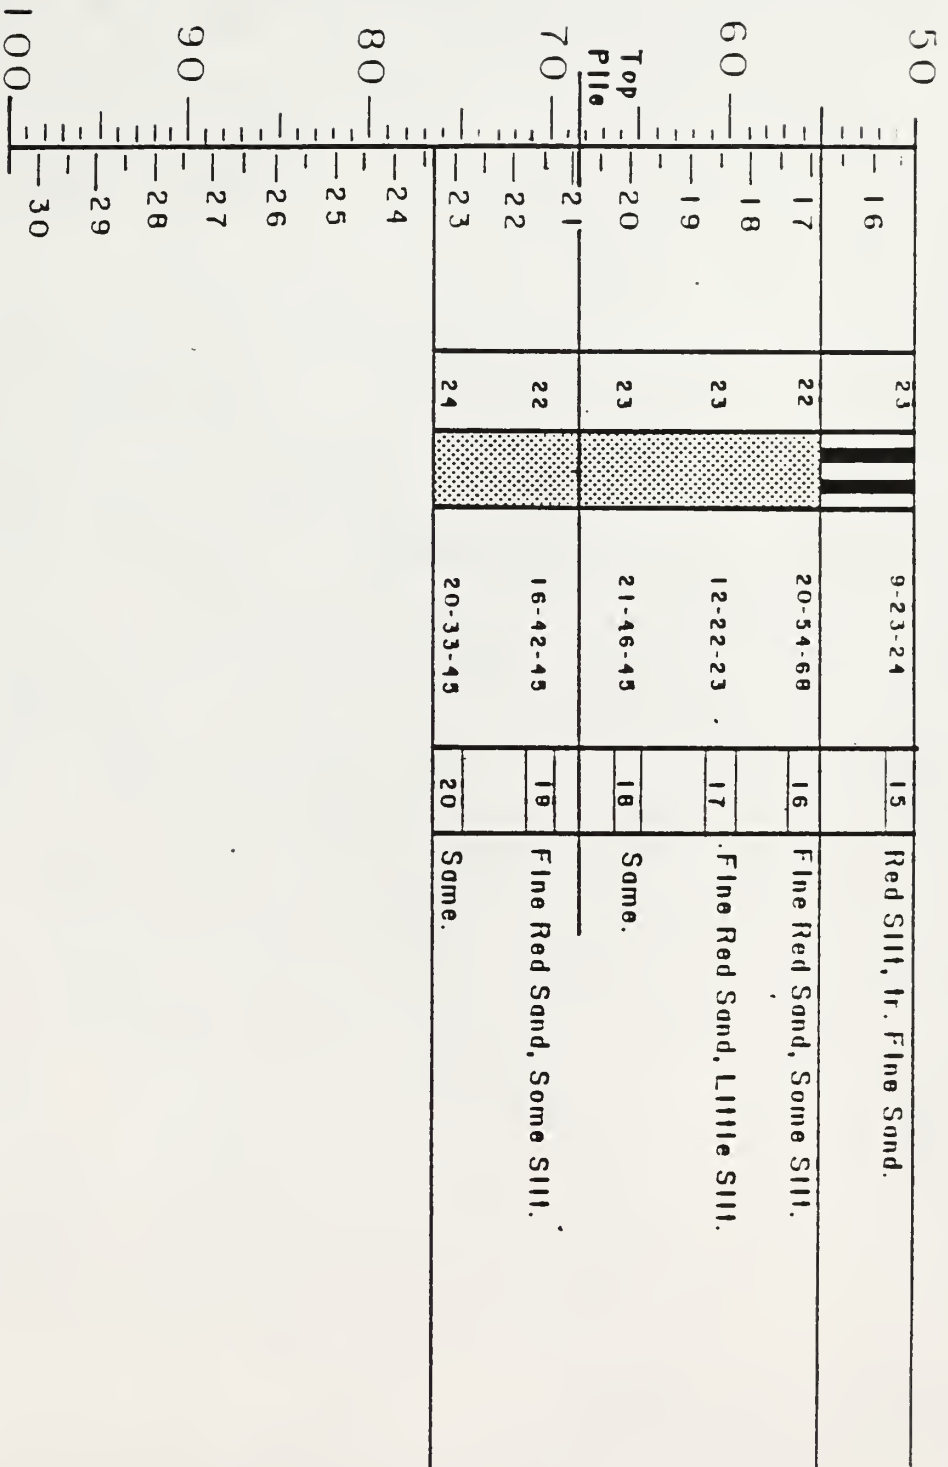 50
16
23 9-23-24 15 Red Silt, tr. Fine Sand.
17
22 20-54-68 16 Fine Red Sand, Some Silt.
18
60
23 12-22-23 17 Fine Red Sand, Little Silt.
19
20
23 21-46-45 18 Same.
Top
Pile
21
70
22
22 16-42-45 19 Fine Red Sand, Some Silt.
23
24 20-33-45 20 Same.
80
24
25
26
90
27
28
29
30
100